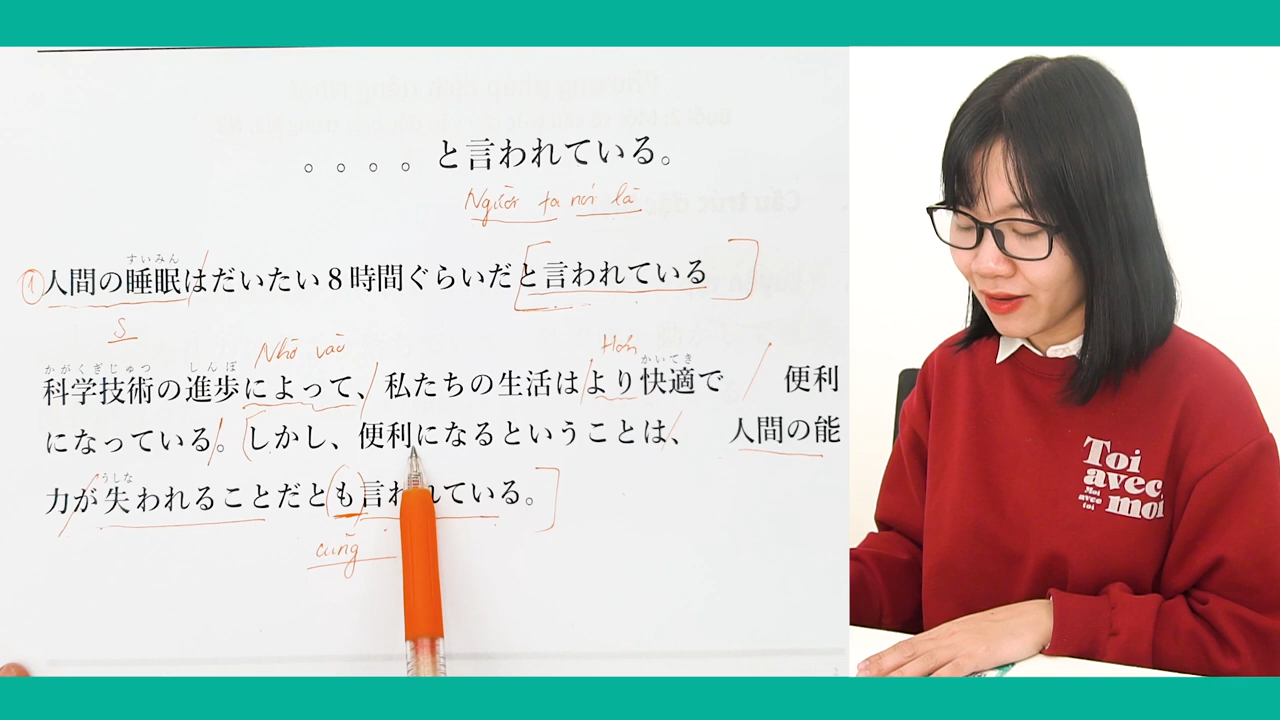 。。。。と言われている。
Người ta nói là
すいみん
① 人間の睡眠はだいたい8時間ぐらいだと言われている
S
Nhờ vào
Hơn
かがくぎじゅつ しんぽ かいてき
科学技術の進歩によって、私たちの生活はより快適で 便利
になっている。しかし、便利になるということは、 人間の能
うしな
力が失われることだとも言われている。
cũng
Toi
avec
Moi
avec
toi
moi